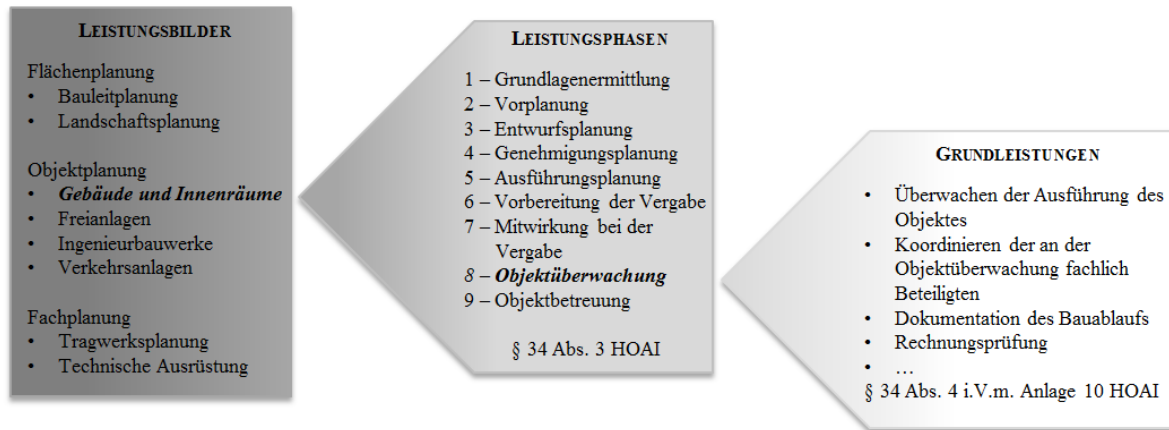 LEISTUNGSBILDER
Flächenplanung
• Bauleitplanung
• Landschaftsplanung
Objektplanung
• Gebäude und Innenräume
• Freianlagen
• Ingenieurbauwerke
• Verkehrsanlagen
Fachplanung
• Tragwerksplanung
• Technische Ausrüstung
LEISTUNGSPHASEN
1 – Grundlagenermittlung
2 – Vorplanung
3 – Entwurfsplanung
4 – Genehmigungsplanung
5 – Ausführungsplanung
6 – Vorbereitung der Vergabe
7 – Mitwirkung bei der
Vergabe
8 – Objektüberwachung
9 – Objektbetreuung
§ 34 Abs. 3 HOAI
GRUNDLEISTUNGEN
• Überwachen der Ausführung des
Objektes
• Koordinieren der an der
Objektüberwachung fachlich
Beteiligten
• Dokumentation des Bauablaufs
• Rechnungsprüfung
• …
§ 34 Abs. 4 i.V.m. Anlage 10 HOAI